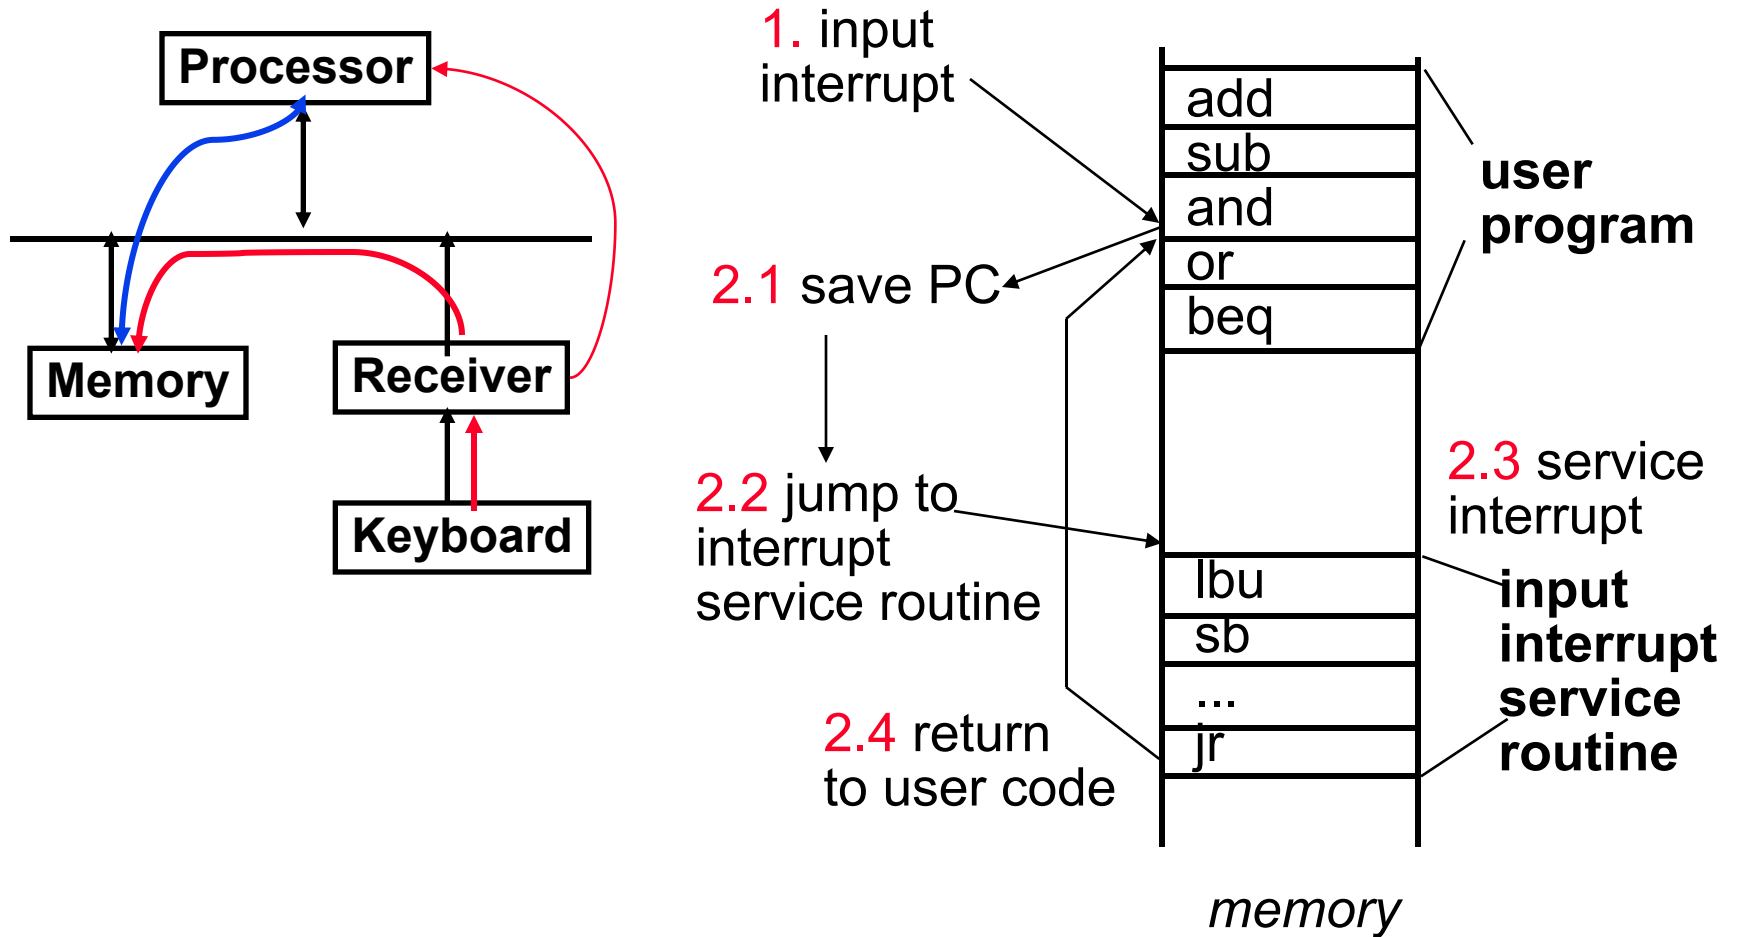 Processor
Memory
Receiver
Keyboard
1. input
interrupt
2.1 save PC
2.2 jump to
interrupt
service routine
2.4 return
to user code
add
sub
and
or
beq
lbu
sb
...
jr
user
program
2.3 service
interrupt
input
interrupt
service
routine
memory